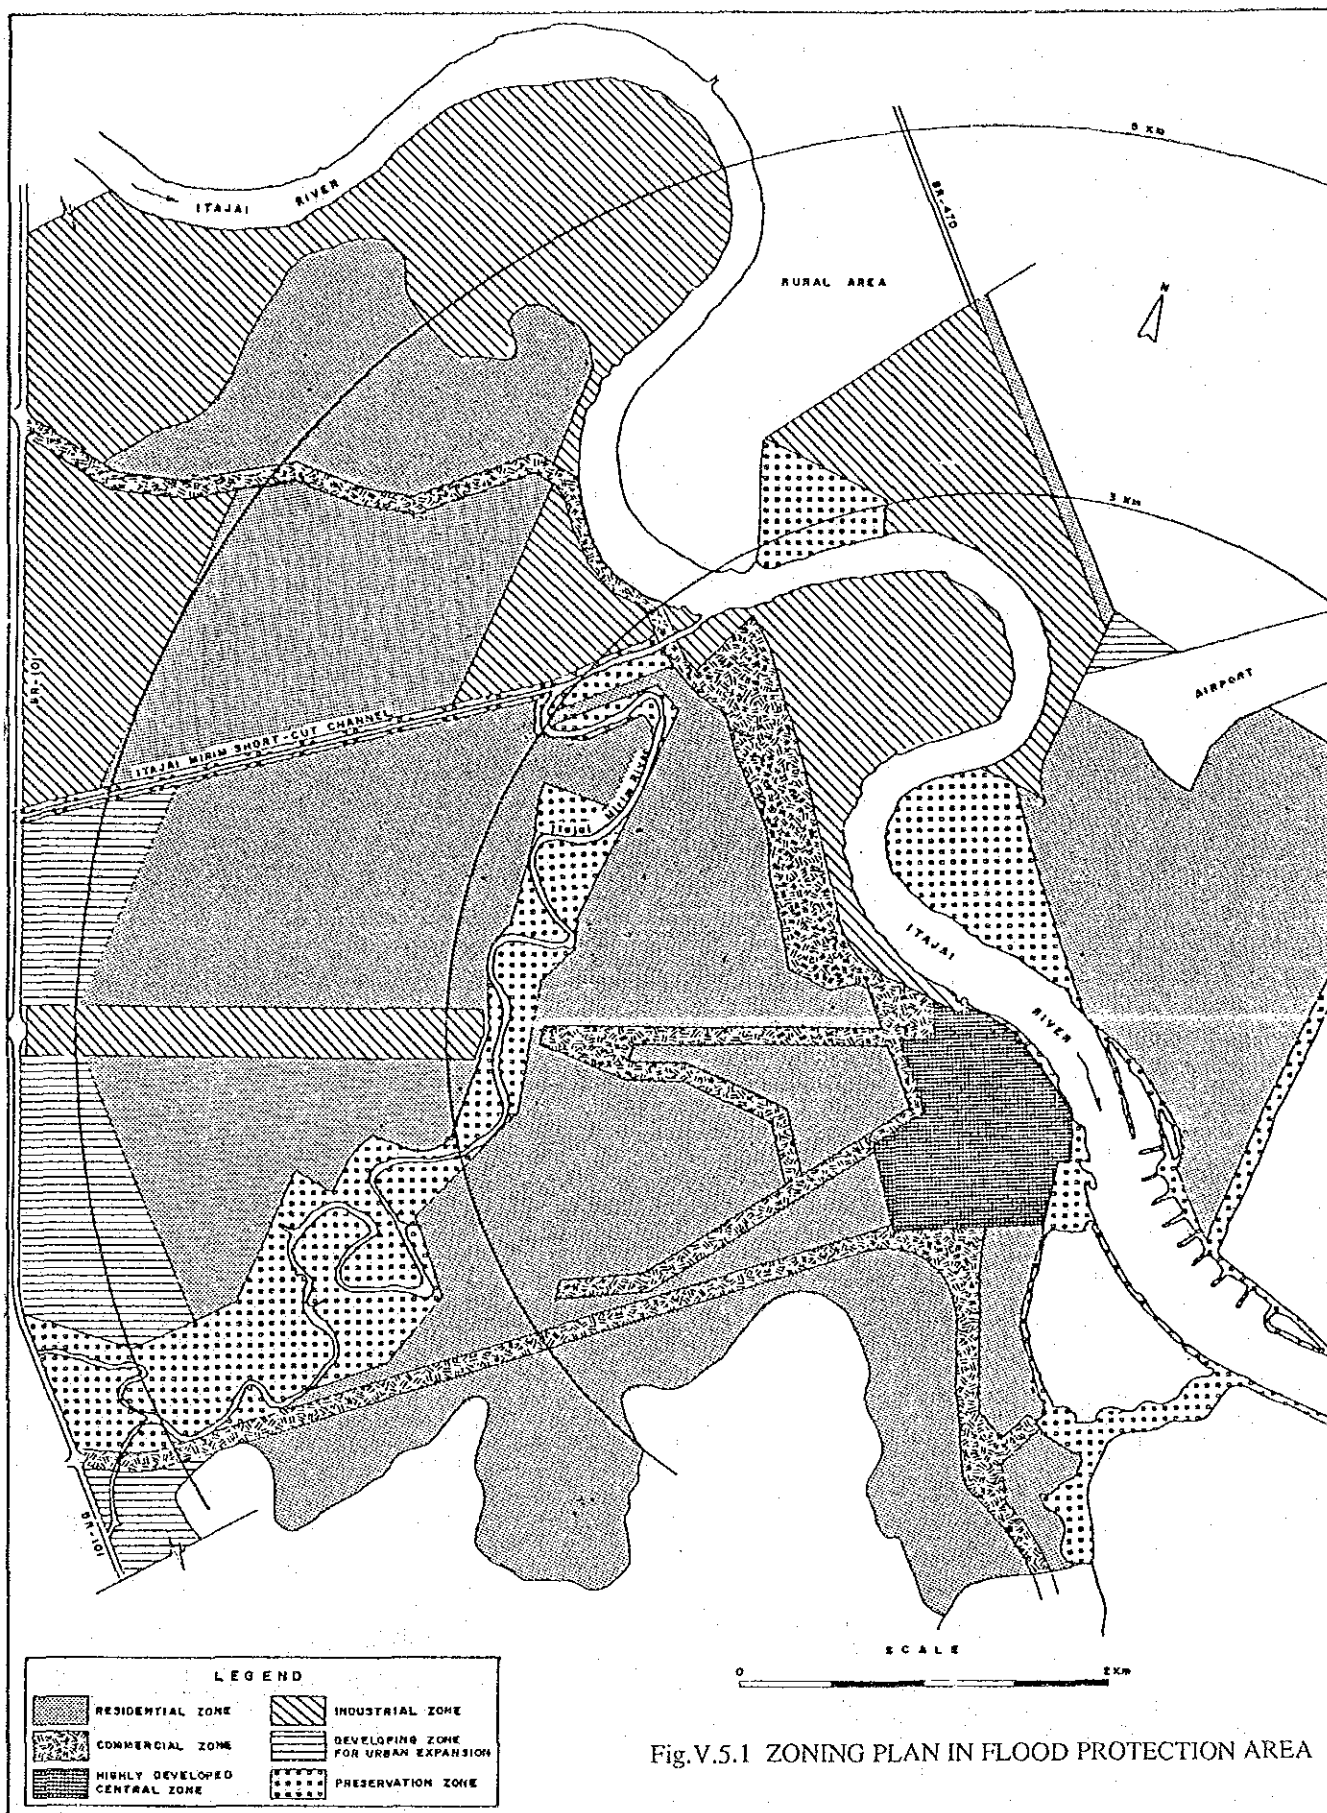 5 Km
ITAJAI RIVER
BR-470
RURAL AREA
N
3 Km
BR-101
AIRPORT
ITAJAI MIRIM SHORT-CUT CHANNEL
Itajai Mirim River
ITAJAI
RIVER
BR-101
SCALE
0 2Km
LEGEND
RESIDENTIAL ZONE
INDUSTRIAL ZONE
COMMERCIAL ZONE
DEVELOPING ZONE
FOR URBAN EXPANSION
HIGHLY DEVELOPED
CENTRAL ZONE
PRESERVATION ZONE
Fig.V.5.1 ZONING PLAN IN FLOOD PROTECTION AREA